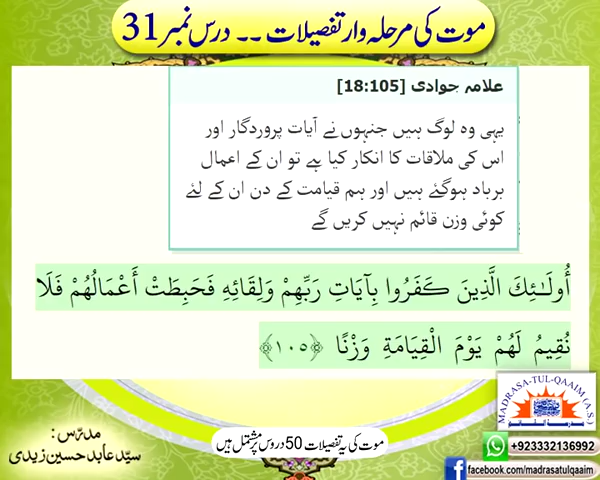 موت کی مرحلہ وار تفصیلات ۔۔ درس نمبر 31
علامہ جوادی [18:105]
یہی وہ لوگ ہیں جنہوں نے آیات پروردگار اور
اس کی ملاقات کا انکار کیا ہے تو ان کے اعمال
برباد ہوگئے ہیں اور ہم قیامت کے دن ان کے لئے
کوئی وزن قائم نہیں کریں گے
أُولَـٰئِكَ الَّذِينَ كَفَرُوا بِآيَاتِ رَبِّهِمْ وَلِقَائِهِ فَحَبِطَتْ أَعْمَالُهُمْ فَلَا
نُقِيمُ لَهُمْ يَوْمَ الْقِيَامَةِ وَزْنًا ﴿١٠٥﴾
MADRASA-TUL-QAAIM(A.S)
مدرسۃ القائم
مدرس:
سیّد عابد حسین زیدی
موت کی یہ تفصیلات 50 دروس پر مشتمل ہیں
+923332136992
facebook.com/madrasatulqaaim